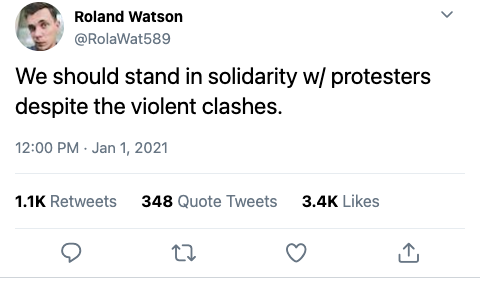 Roland Watson
@RolaWat589
We should stand in solidarity w/ protesters
despite the violent clashes.
12:00 PM · Jan 1, 2021
1.1K Retweets 348 Quote Tweets 3.4K Likes